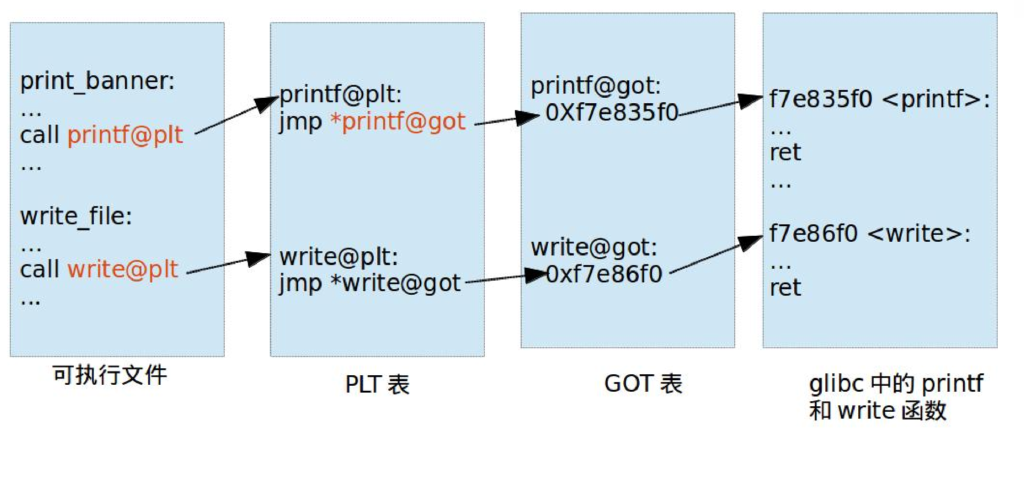 print_banner:
...
call printf@plt
...
write_file:
...
call write@plt
...
可执行文件
printf@plt:
jmp *printf@got
write@plt:
jmp *write@got
PLT 表
printf@got:
0Xf7e835f0
write@got:
0xf7e86f0
GOT 表
f7e835f0 <printf>:
...
ret
...
f7e86f0 <write>:
...
ret
glibc 中的 printf
和 write 函数